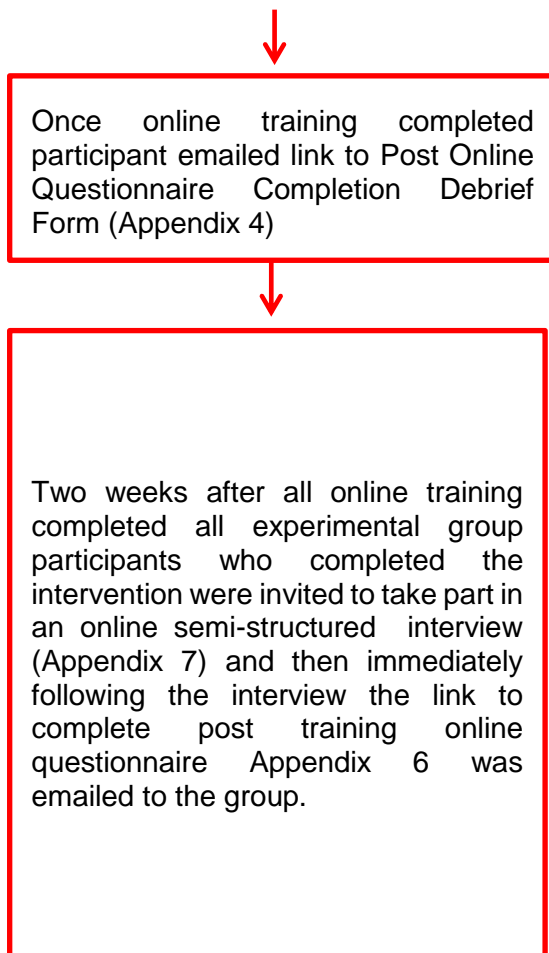 Once online training completed
participant emailed link to Post Online
Questionnaire Completion Debrief
Form (Appendix 4)
Two weeks after all online training
completed all experimental group
participants who completed the
intervention were invited to take part in
an online semi-structured interview
(Appendix 7) and then immediately
following the interview the link to
complete post training online
questionnaire Appendix 6 was
emailed to the group.